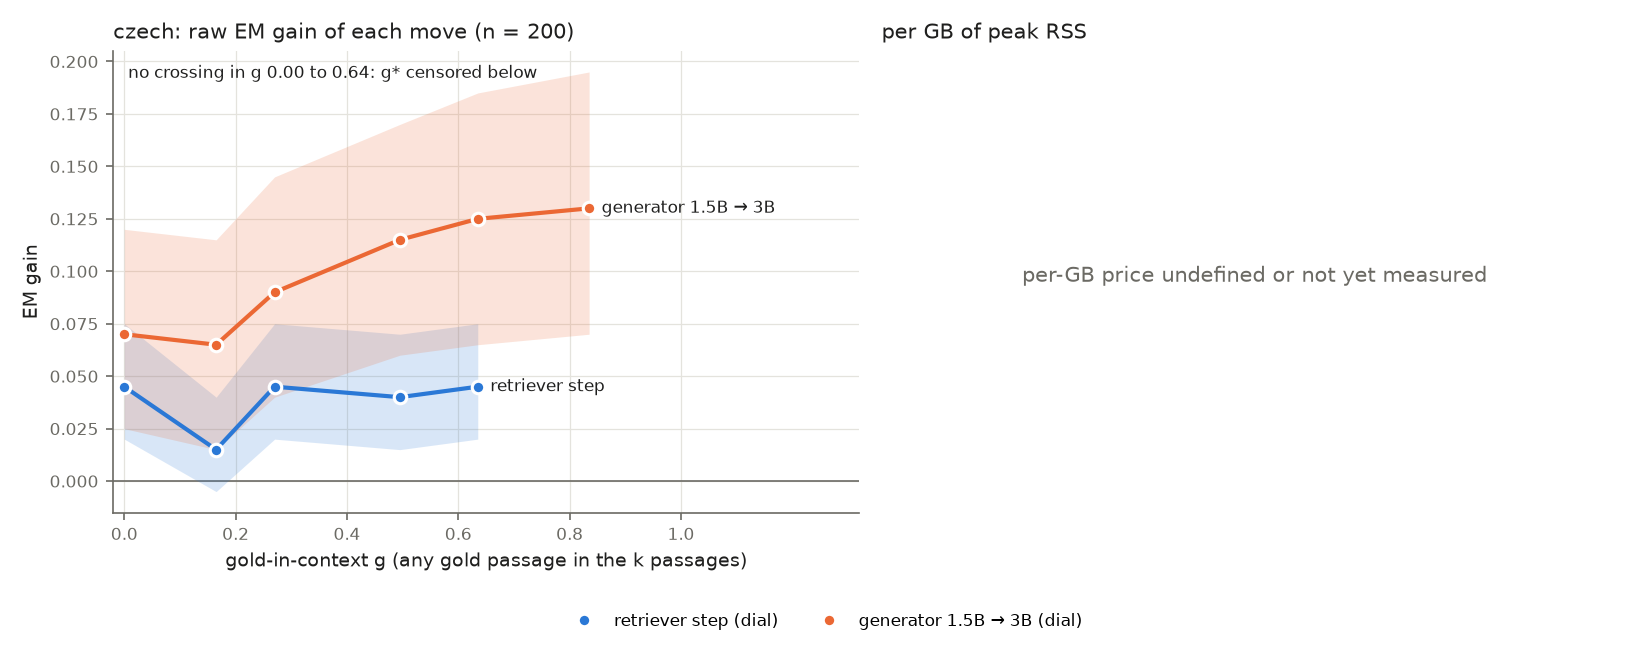 czech: raw EM gain of each move (n = 200)
per GB of peak RSS
no crossing in g 0.00 to 0.64: g* censored below
0.200
0.175
0.150
0.125
0.100
0.075
0.050
0.025
0.000
EM gain
generator 1.5B → 3B
retriever step
per-GB price undefined or not yet measured
0.0 0.2 0.4 0.6 0.8 1.0
gold-in-context g (any gold passage in the k passages)
retriever step (dial)
generator 1.5B → 3B (dial)